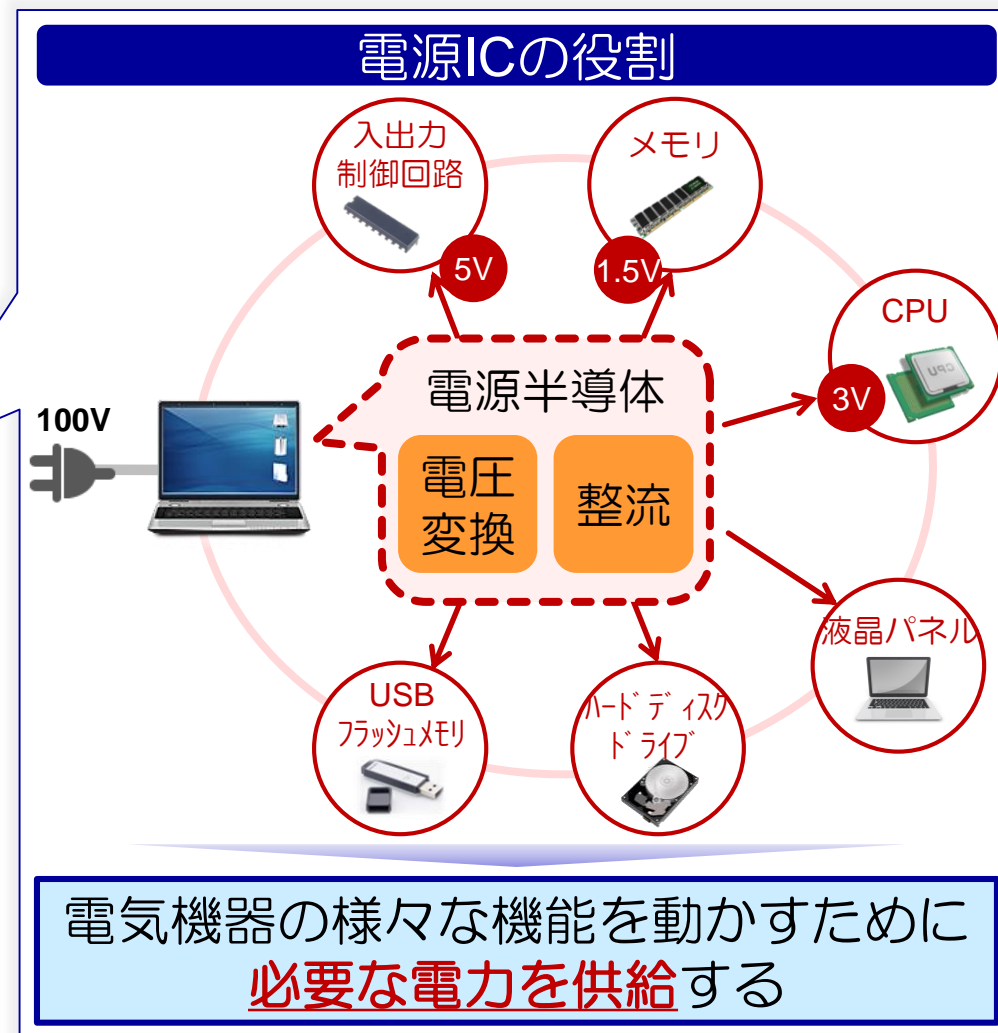 電源ICの役割
入出力
制御回路
5V
メモリ
1.5V
CPU
3V
100V
電源半導体
電圧
変換
整流
液晶パネル
USB
フラッシュメモリ
ハードディスク
ドライブ
電気機器の様々な機能を動かすために
必要な電力を供給する